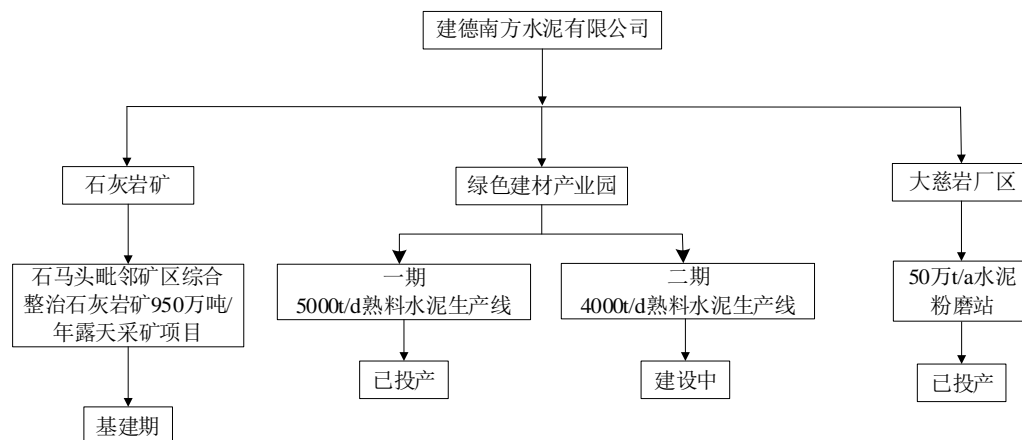 建德南方水泥有限公司
石灰岩矿
绿色建材产业园
大慈岩厂区
石马头毗邻矿区综合
整治石灰岩矿950万吨/
年露天采矿项目
一期
5000t/d熟料水泥生产线
二期
4000t/d熟料水泥生产线
50万t/a水泥
粉磨站
已投产
建设中
已投产
基建期